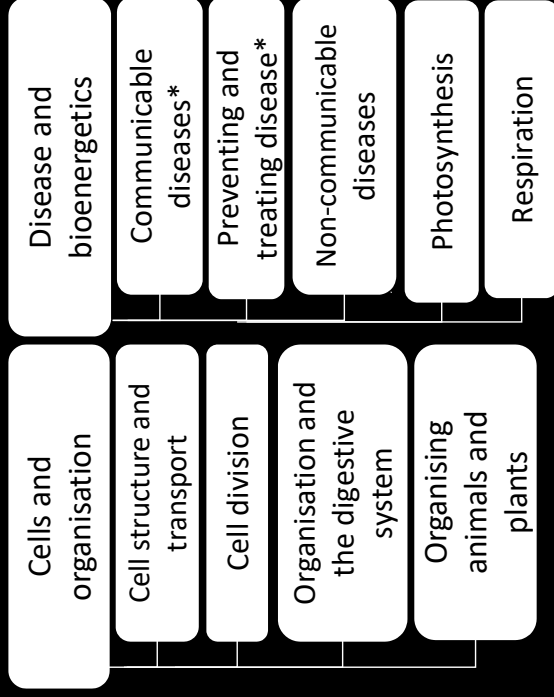 Cells and
organisation
Cell structure and
transport
Cell division
Organisation and
the digestive
system
Organising
animals and
plants
Disease and
bioenergetics
Communicable
diseases*
Preventing and
treating disease*
Non-communicable
diseases
Photosynthesis
Respiration